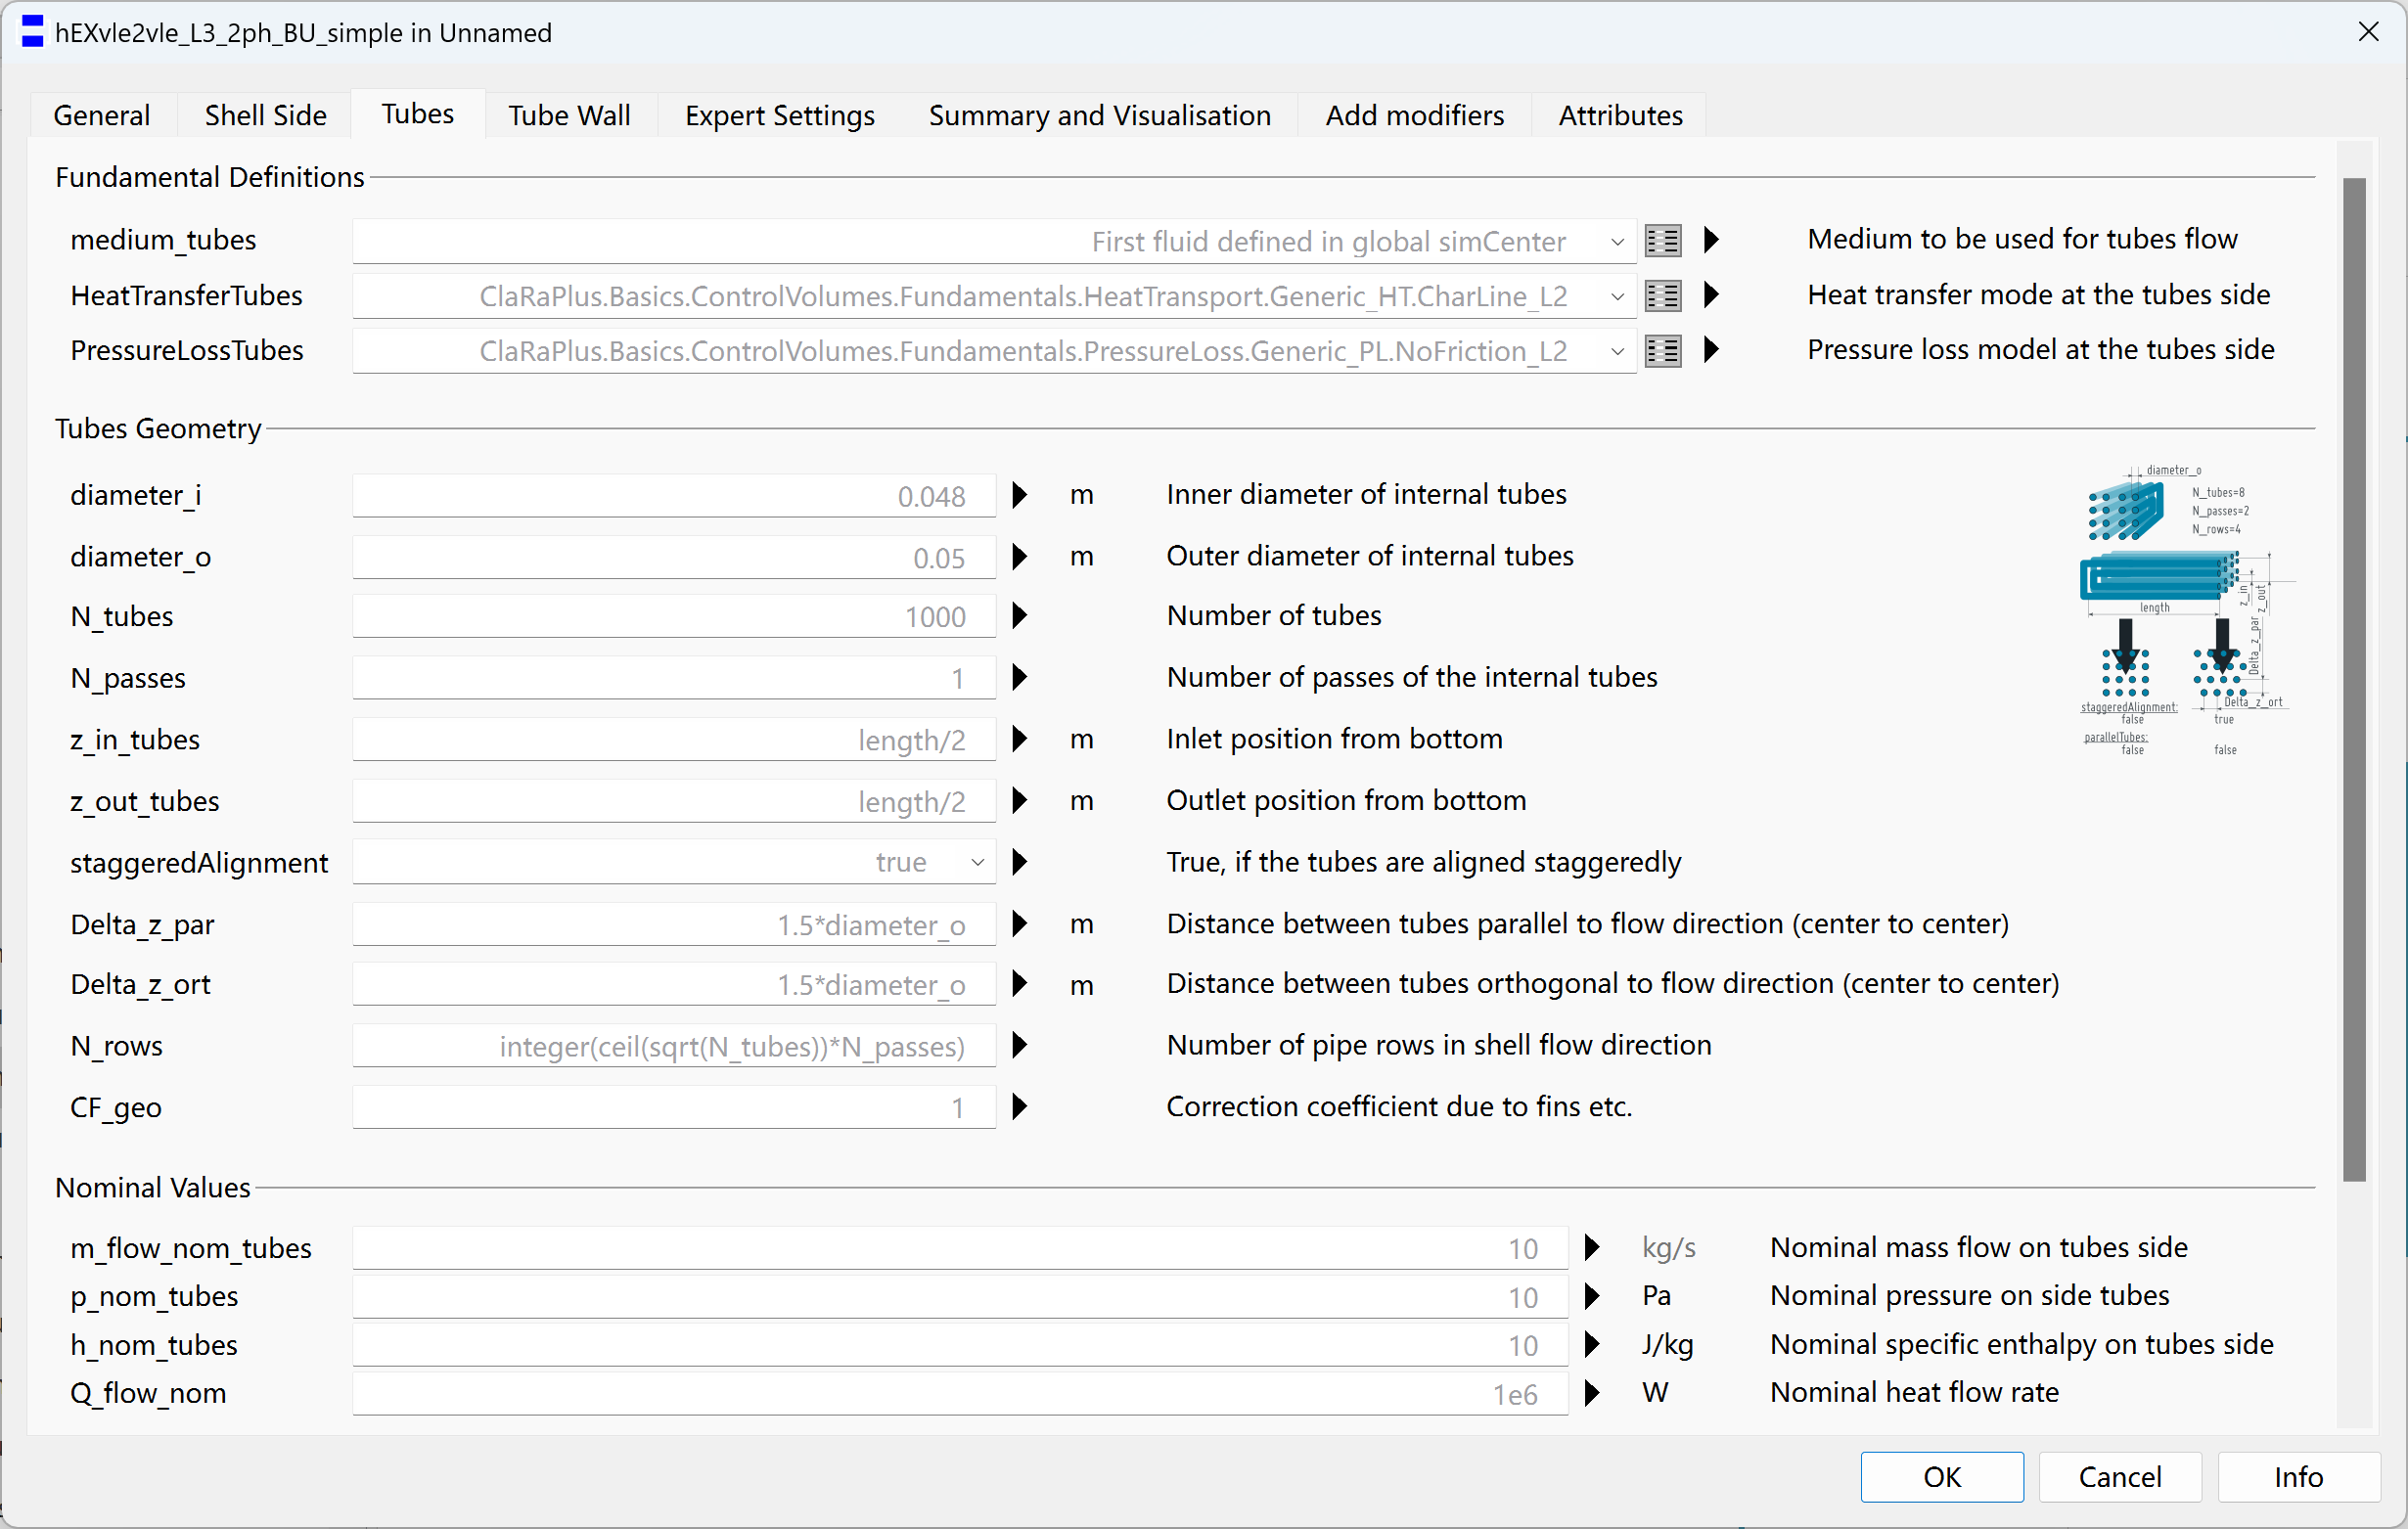 hEXvle2vle_L3_2ph_BU_simple in Unnamed
General Shell Side Tubes Tube Wall Expert Settings Summary and Visualisation Add modifiers Attributes
Fundamental Definitions
medium_tubes First fluid defined in global simCenter Medium to be used for tubes flow
HeatTransferTubes ClaRaPlus.Basics.ControlVolumes.Fundamentals.HeatTransport.Generic_HT.CharLine_L2 Heat transfer mode at the tubes side
PressureLossTubes ClaRaPlus.Basics.ControlVolumes.Fundamentals.PressureLoss.Generic_PL.NoFriction_L2 Pressure loss model at the tubes side
Tubes Geometry
diameter_i 0.048 m Inner diameter of internal tubes
diameter_o 0.05 m Outer diameter of internal tubes
N_tubes 1000 Number of tubes
N_passes 1 Number of passes of the internal tubes
z_in_tubes length/2 m Inlet position from bottom
z_out_tubes length/2 m Outlet position from bottom
staggeredAlignment true True, if the tubes are aligned staggeredly
Delta_z_par 1.5*diameter_o m Distance between tubes parallel to flow direction (center to center)
Delta_z_ort 1.5*diameter_o m Distance between tubes orthogonal to flow direction (center to center)
N_rows integer(ceil(sqrt(N_tubes))*N_passes) Number of pipe rows in shell flow direction
CF_geo 1 Correction coefficient due to fins etc.
diameter_o
N_tubes=8
N_passes=2
N_rows=4
z_in
z_out
length
Delta_z_par
Delta_z_ort
staggeredAlignment:
false true
parallelTubes:
false false
Nominal Values
m_flow_nom_tubes 10 kg/s Nominal mass flow on tubes side
p_nom_tubes 10 Pa Nominal pressure on side tubes
h_nom_tubes 10 J/kg Nominal specific enthalpy on tubes side
Q_flow_nom 1e6 W Nominal heat flow rate
OK Cancel Info